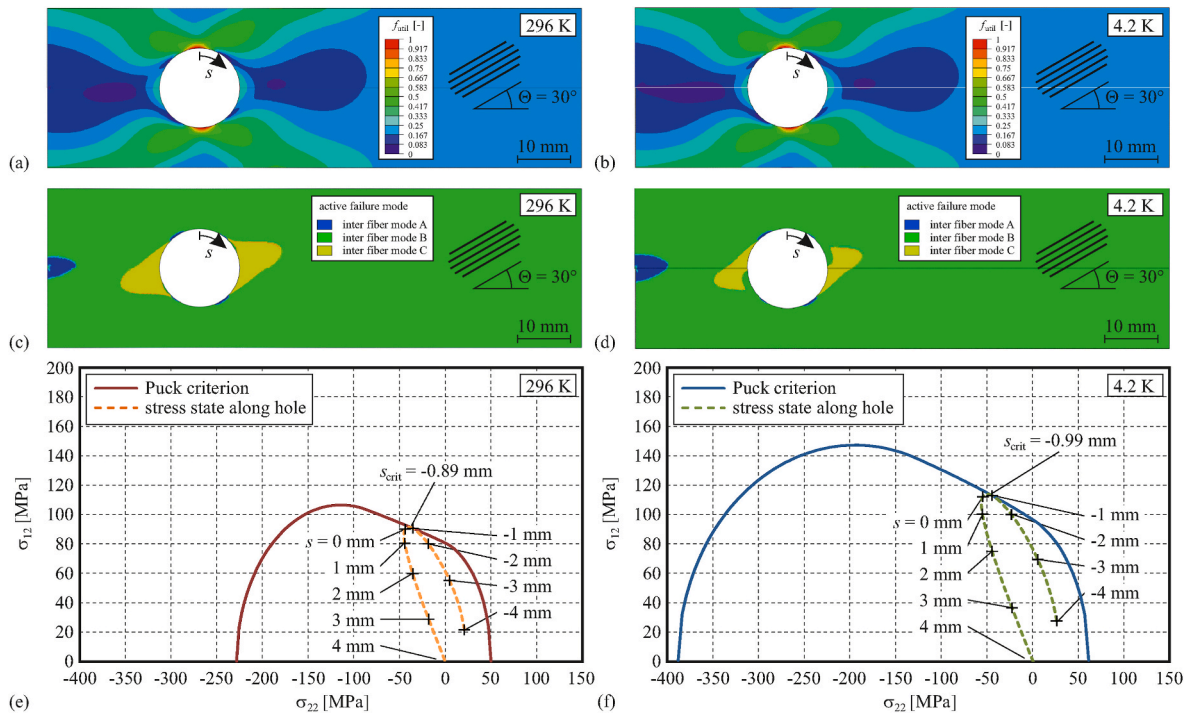 296 K
f_util [-]
1
0.917
0.833
0.75
0.667
0.583
0.5
0.417
0.333
0.25
0.167
0.083
0
s
Θ = 30°
10 mm
(a)
4.2 K
f_util [-]
1
0.917
0.833
0.75
0.667
0.583
0.5
0.417
0.333
0.25
0.167
0.083
0
s
Θ = 30°
10 mm
(b)
296 K
active failure mode
inter fiber mode A
inter fiber mode B
inter fiber mode C
s
Θ = 30°
10 mm
(c)
4.2 K
active failure mode
inter fiber mode A
inter fiber mode B
inter fiber mode C
s
Θ = 30°
10 mm
(d)
Puck criterion
stress state along hole
296 K
s_crit = -0.89 mm
s = 0 mm
1 mm
2 mm
3 mm
4 mm
-1 mm
-2 mm
-3 mm
-4 mm
σ12 [MPa]
200
180
160
140
120
100
80
60
40
20
0
-400 -350 -300 -250 -200 -150 -100 -50 0 50 100 150
σ22 [MPa]
(e)
Puck criterion
stress state along hole
4.2 K
s_crit = -0.99 mm
s = 0 mm
1 mm
2 mm
3 mm
4 mm
-1 mm
-2 mm
-3 mm
-4 mm
σ12 [MPa]
200
180
160
140
120
100
80
60
40
20
0
-400 -350 -300 -250 -200 -150 -100 -50 0 50 100 150
σ22 [MPa]
(f)